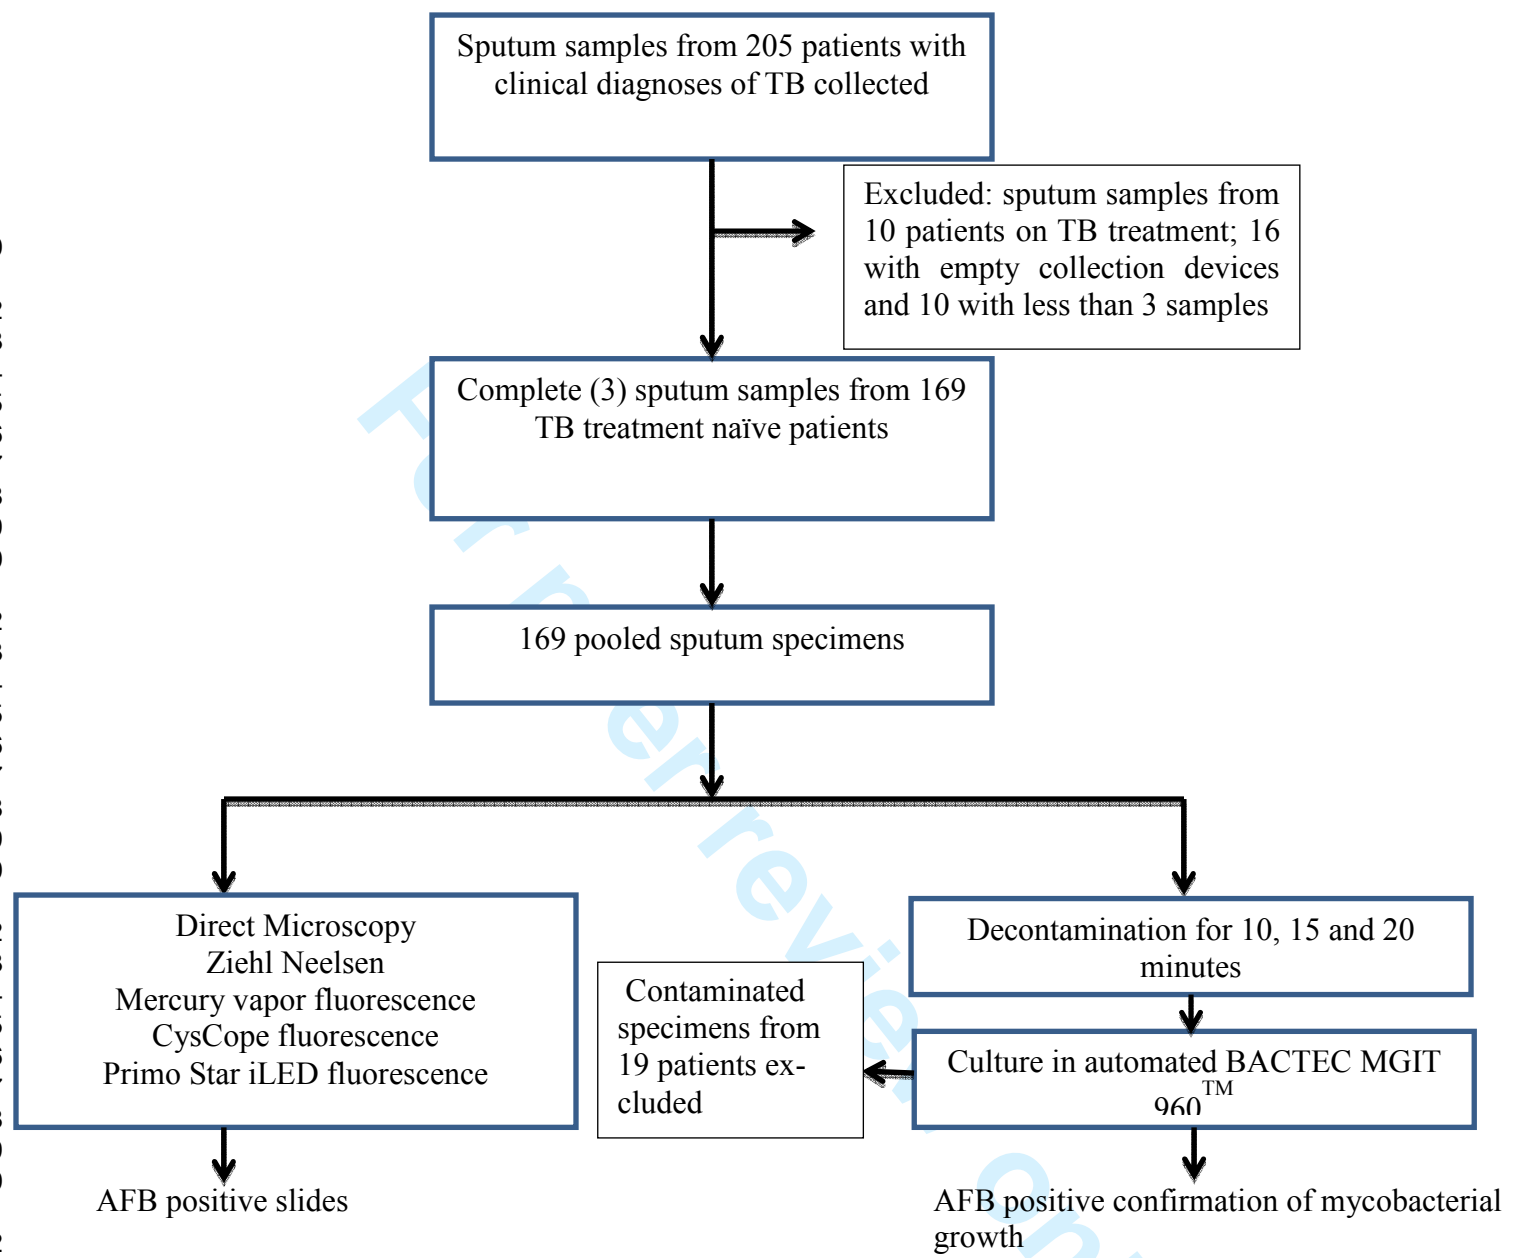 Sputum samples from 205 patients with
clinical diagnoses of TB collected
Excluded: sputum samples from
10 patients on TB treatment; 16
with empty collection devices
and 10 with less than 3 samples
Complete (3) sputum samples from 169
TB treatment naïve patients
169 pooled sputum specimens
Direct Microscopy
Ziehl Neelsen
Mercury vapor fluorescence
CysCope fluorescence
Primo Star iLED fluorescence
Decontamination for 10, 15 and 20
minutes
Contaminated
specimens from
19 patients ex-
cluded
Culture in automated BACTEC MGIT
960™
AFB positive slides
AFB positive confirmation of mycobacterial
growth